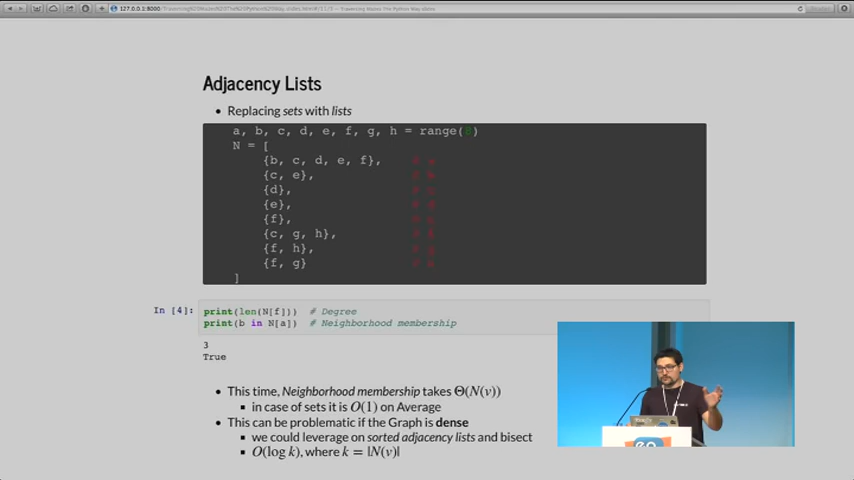 Adjacency Lists
• Replacing sets with lists
a, b, c, d, e, f, g, h = range(8)
N = [
{b, c, d, e, f}, # a
{c, e}, # b
{d}, # c
{e}, # d
{f}, # e
{c, g, h}, # f
{f, h}, # g
{f, g} # h
]
In [4]:
print(len(N[f])) # Degree
print(b in N[a]) # Neighborhood membership
3
True
• This time, Neighborhood membership takes Θ(N(v))
▪ in case of sets it is O(1) on Average
• This can be problematic if the Graph is dense
▪ we could leverage on sorted adjacency lists and bisect
▪ O(log k), where k = |N(v)|